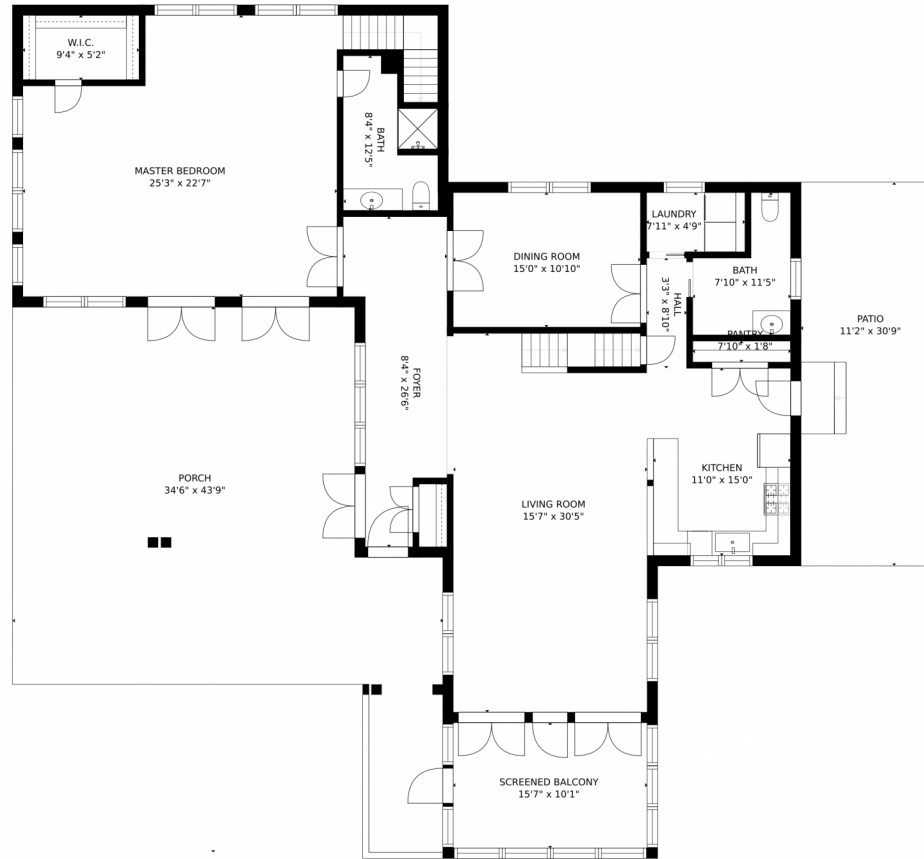 W.I.C.
9'4" x 5'2"
MASTER BEDROOM
25'3" x 22'7"
BATH
8'4" x 12'5"
DINING ROOM
15'0" x 10'10"
LAUNDRY
7'11" x 4'9"
HALL
3'3" x 8'10"
BATH
7'10" x 11'5"
PANTRY
7'10" x 1'8"
PATIO
11'2" x 30'9"
FOYER
8'4" x 26'6"
PORCH
34'6" x 43'9"
KITCHEN
11'0" x 15'0"
LIVING ROOM
15'7" x 30'5"
SCREENED BALCONY
15'7" x 10'1"